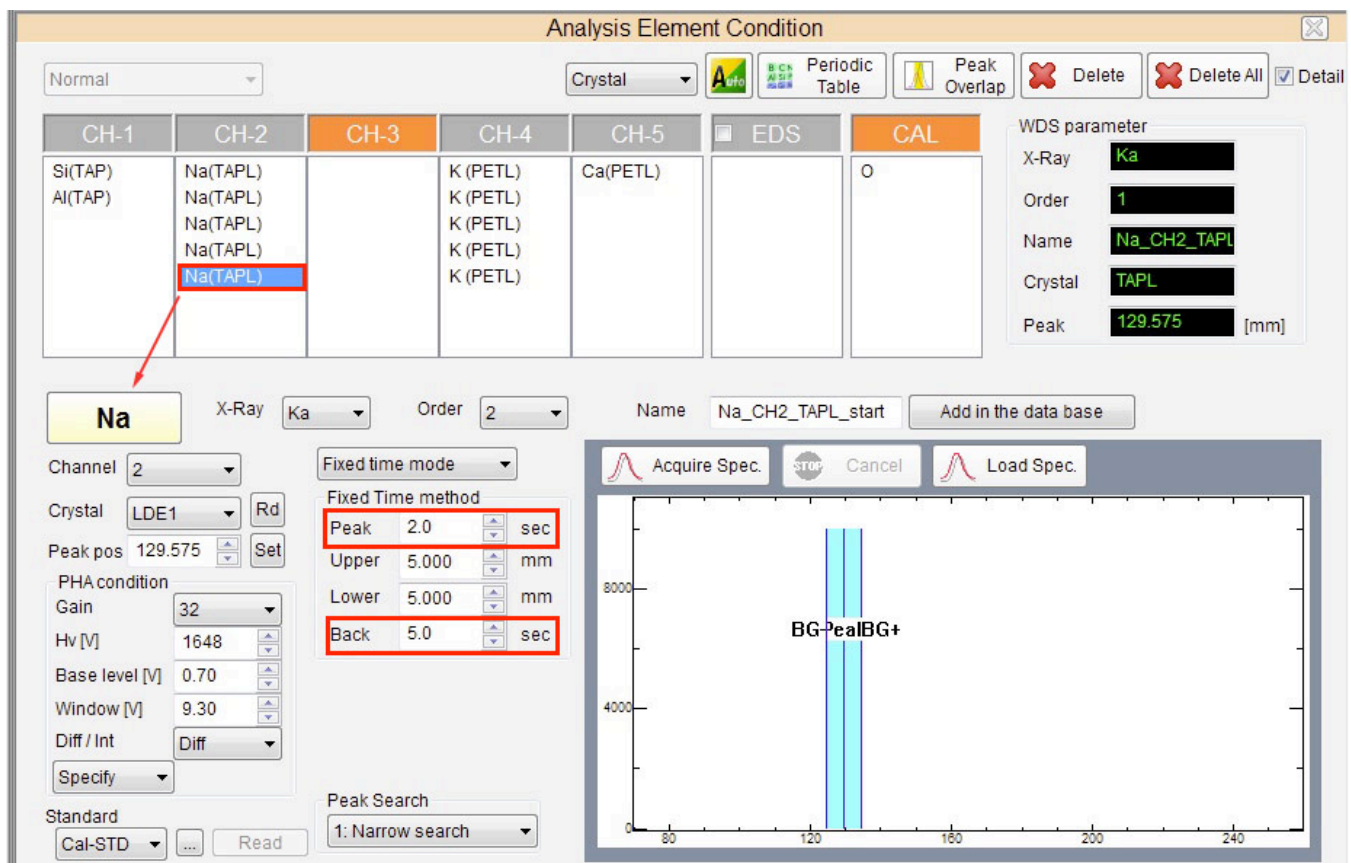 Analysis Element Condition
Normal
Crystal
Auto
Periodic Table
Peak Overlap
Delete
Delete All
Detail
CH-1 CH-2 CH-3 CH-4 CH-5 EDS CAL
Si(TAP) Na(TAPL) K (PETL) Ca(PETL) O
Al(TAP) Na(TAPL) K (PETL)
Na(TAPL) K (PETL)
Na(TAPL) K (PETL)
Na(TAPL) K (PETL)
WDS parameter
X-Ray Ka
Order 1
Name Na_CH2_TAPL
Crystal TAPL
Peak 129.575 [mm]
Na
X-Ray Ka Order 2 Name Na_CH2_TAPL_start Add in the data base
Channel 2
Crystal LDE1 Rd
Peak pos 129.575 Set
PHA condition
Gain 32
Hv [V] 1648
Base level [V] 0.70
Window [V] 9.30
Diff / Int Diff
Specify
Standard
Cal-STD ... Read
Fixed time mode
Fixed Time method
Peak 2.0 sec
Upper 5.000 mm
Lower 5.000 mm
Back 5.0 sec
Peak Search
1: Narrow search
Acquire Spec. STOP Cancel Load Spec.
8000
BG-PealBG+
4000
0
80 120 160 200 240